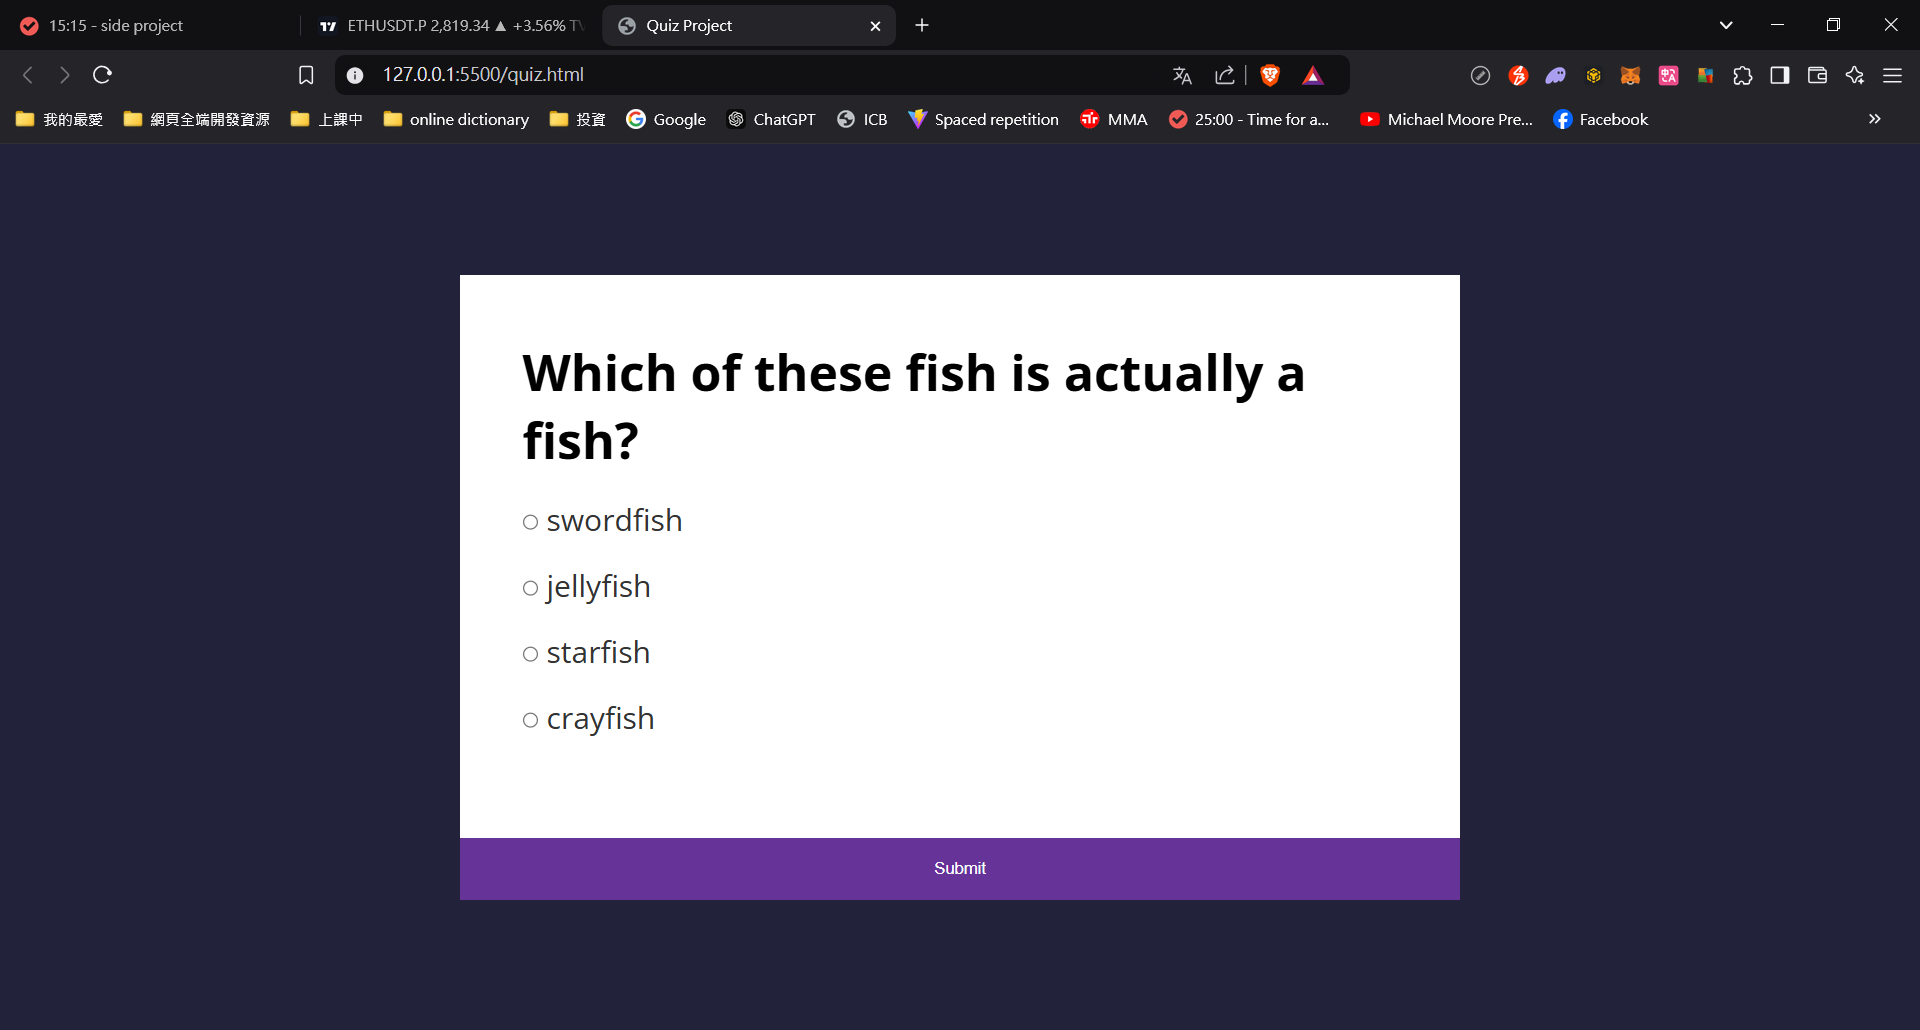 15:15 - side project
ETHUSDT.P 2,819.34 ▲ +3.56%
Quiz Project
127.0.0.1:5500/quiz.html
我的最愛
網頁全端開發資源
上課中
online dictionary
投資
Google
ChatGPT
ICB
Spaced repetition
MMA
25:00 - Time for a...
Michael Moore Pre...
Facebook
Which of these fish is actually a
fish?
swordfish
jellyfish
starfish
crayfish
Submit